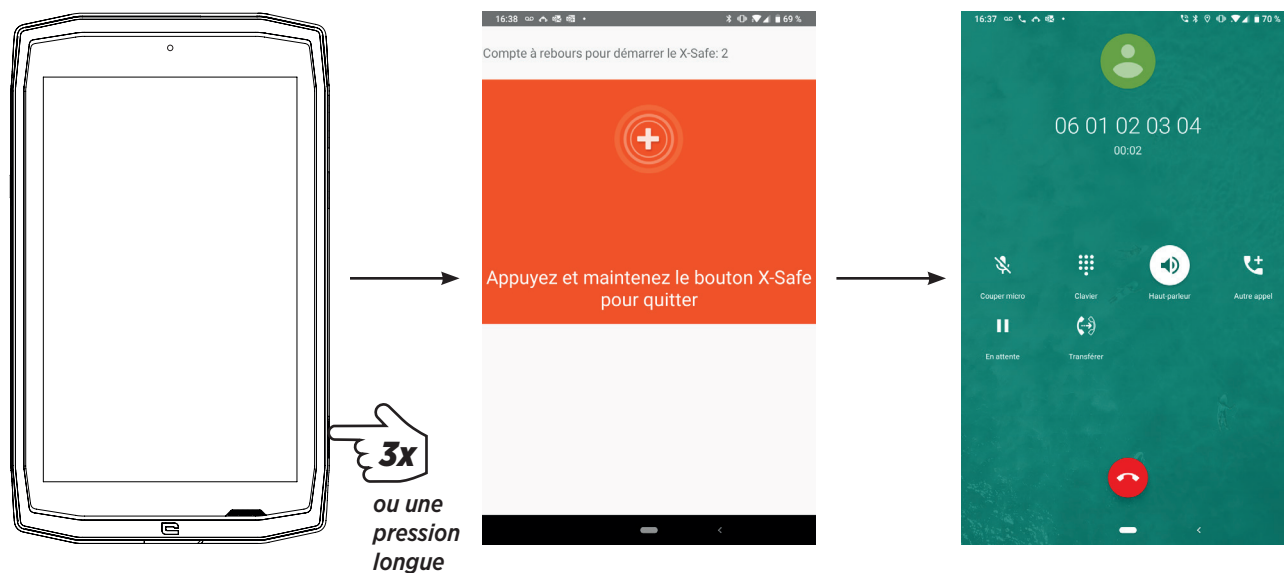 3x
ou une
pression
longue
16:38
69 %
Compte à rebours pour démarrer le X-Safe: 2
Appuyez et maintenez le bouton X-Safe
pour quitter
16:37
70 %
06 01 02 03 04
00:02
Couper micro
Clavier
Haut-parleur
Autre appel
En attente
Transférer